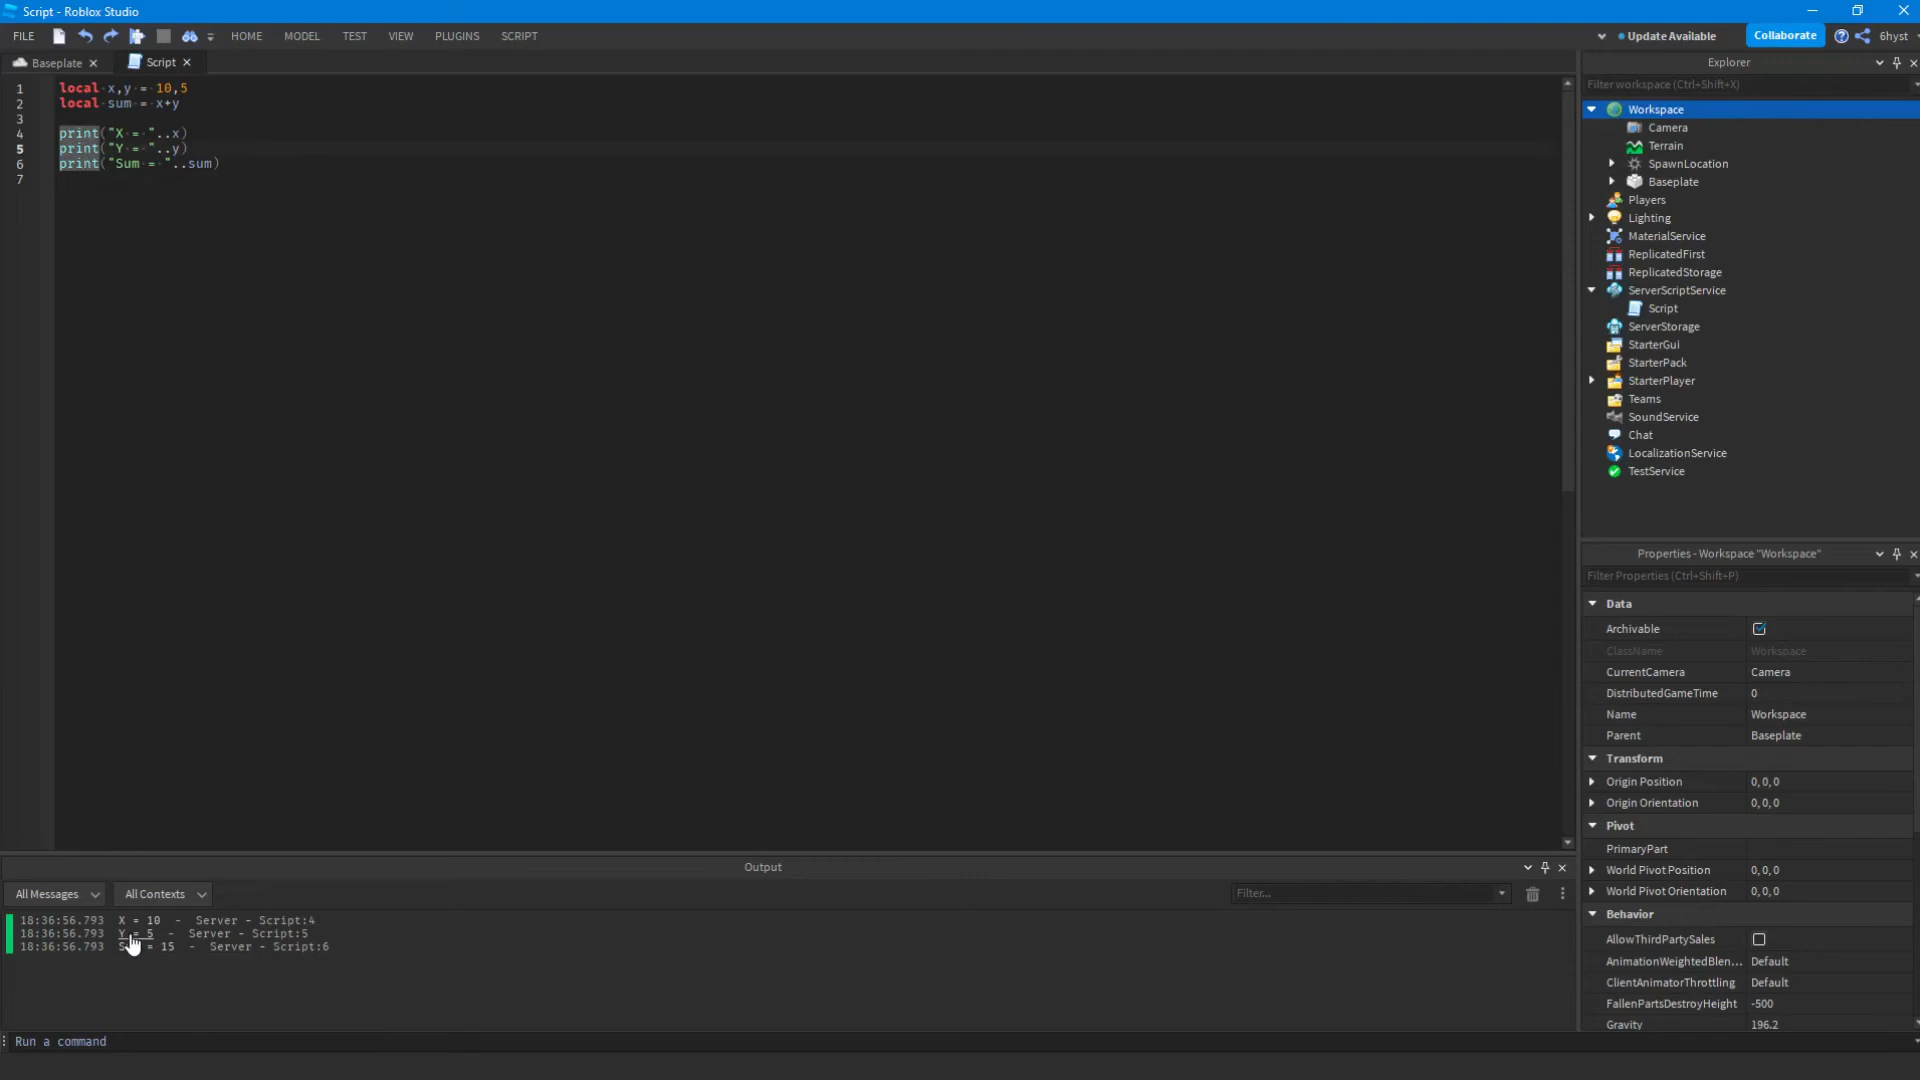 Script - Roblox Studio
FILE HOME MODEL TEST VIEW PLUGINS SCRIPT Update Available Collaborate 6hyst
Baseplate Script
1 local x,y = 10,5
2 local sum = x+y
3
4 print("X = "..x)
5 print("Y = "..y)
6 print("Sum = "..sum)
7
Explorer
Filter workspace (Ctrl+Shift+X)
Workspace
Camera
Terrain
SpawnLocation
Baseplate
Players
Lighting
MaterialService
ReplicatedFirst
ReplicatedStorage
ServerScriptService
Script
ServerStorage
StarterGui
StarterPack
StarterPlayer
Teams
SoundService
Chat
LocalizationService
TestService
Properties - Workspace "Workspace"
Filter Properties (Ctrl+Shift+P)
Data
Archivable
ClassName Workspace
CurrentCamera Camera
DistributedGameTime 0
Name Workspace
Parent Baseplate
Transform
Origin Position 0, 0, 0
Origin Orientation 0, 0, 0
Pivot
PrimaryPart
World Pivot Position 0, 0, 0
World Pivot Orientation 0, 0, 0
Behavior
AllowThirdPartySales
AnimationWeightedBlen... Default
ClientAnimatorThrottling Default
FallenPartsDestroyHeight -500
Gravity 196.2
Output
All Messages All Contexts Filter...
18:36:56.793 X = 10 - Server - Script:4
18:36:56.793 Y = 5 - Server - Script:5
18:36:56.793 = 15 - Server - Script:6
Run a command